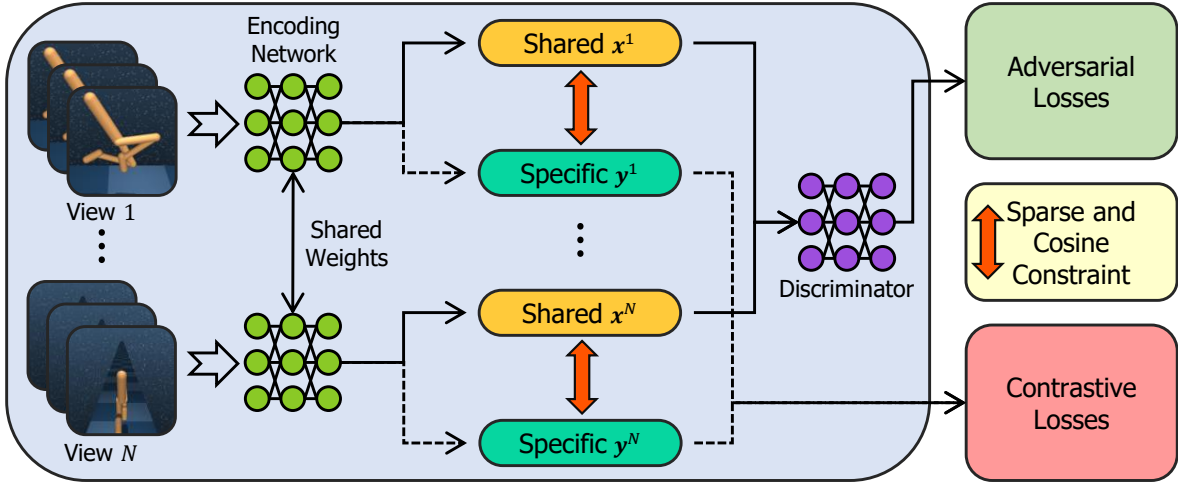 Encoding
Network
Shared x¹
Adversarial
Losses
Specific y¹
View 1
Shared
Weights
Sparse and
Cosine
Constraint
Discriminator
Shared xᴺ
Contrastive
Losses
Specific yᴺ
View N